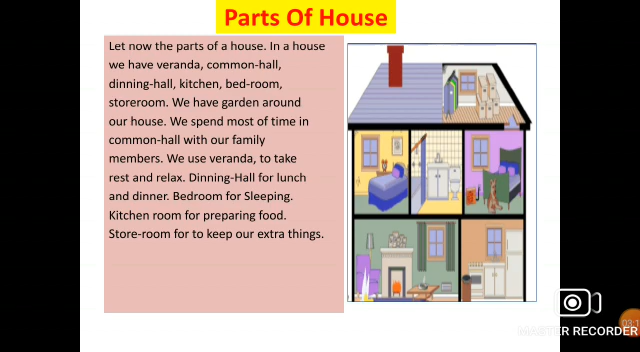 Parts Of House
Let now the parts of a house. In a house
we have veranda, common-hall,
dinning-hall, kitchen, bed-room,
storeroom. We have garden around
our house. We spend most of time in
common-hall with our family
members. We use veranda, to take
rest and relax. Dinning-Hall for lunch
and dinner. Bedroom for Sleeping.
Kitchen room for preparing food.
Store-room for to keep our extra things.
MASTER RECORDER